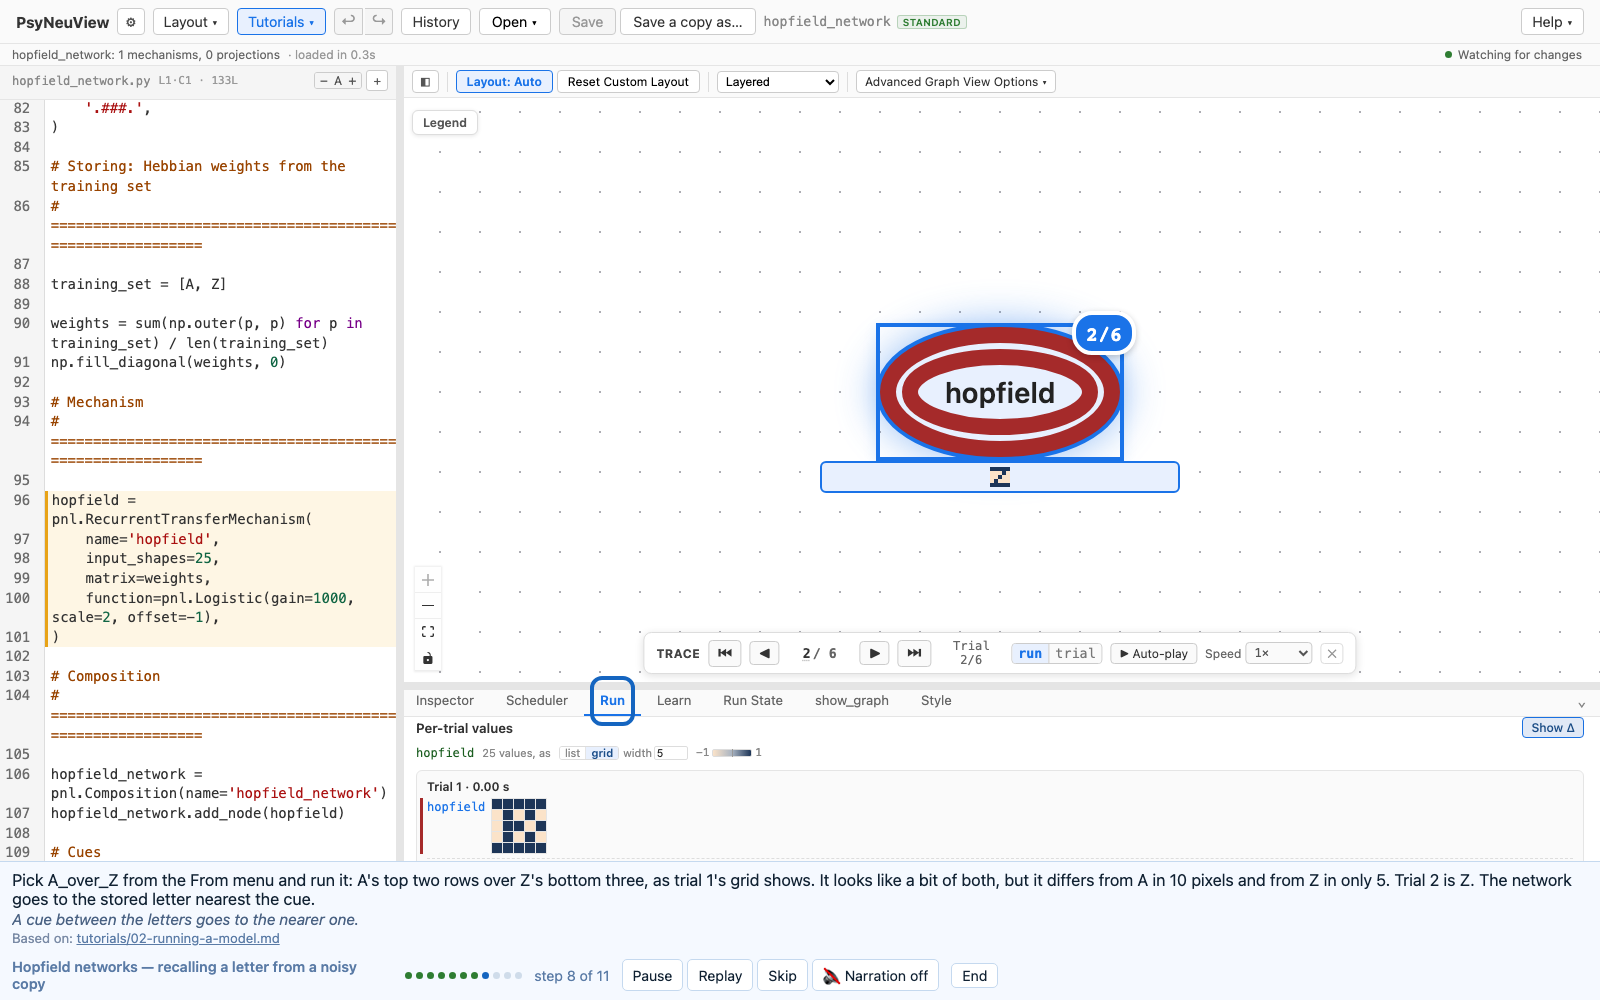 PsyNeuView ⚙ Layout ▾ Tutorials ▾ ↩ ↪ History Open ▾ Save Save a copy as... hopfield_network STANDARD Help ▾
hopfield_network: 1 mechanisms, 0 projections · loaded in 0.3s
Watching for changes
hopfield_network.py L1·C1 · 133L − A + +
Layout: Auto Reset Custom Layout Layered Advanced Graph View Options ▾
Legend
82 '.###.',
83 )
84
85 # Storing: Hebbian weights from the
training set
86 #
=========================================
==================
87
88 training_set = [A, Z]
89
90 weights = sum(np.outer(p, p) for p in
training_set) / len(training_set)
91 np.fill_diagonal(weights, 0)
92
93 # Mechanism
94 #
=========================================
==================
95
96 hopfield =
pnl.RecurrentTransferMechanism(
97 name='hopfield',
98 input_shapes=25,
99 matrix=weights,
100 function=pnl.Logistic(gain=1000,
scale=2, offset=−1),
101 )
102
103 # Composition
104 #
=========================================
==================
105
106 hopfield_network =
pnl.Composition(name='hopfield_network')
107 hopfield_network.add_node(hopfield)
108
109 # Cues
2/6
hopfield
TRACE ⏮ ◀ 2 / 6 ▶ ⏭ Trial 2/6 run trial ▶ Auto-play Speed 1× ✕
Inspector Scheduler Run Learn Run State show_graph Style
Per-trial values
Show Δ
hopfield 25 values, as list grid width 5 −1 1
Trial 1 · 0.00 s
hopfield
Pick A_over_Z from the From menu and run it: A's top two rows over Z's bottom three, as trial 1's grid shows. It looks like a bit of both, but it differs from A in 10 pixels and from Z in only 5. Trial 2 is Z. The network
goes to the stored letter nearest the cue.
A cue between the letters goes to the nearer one.
Based on: tutorials/02-running-a-model.md
Hopfield networks — recalling a letter from a noisy
copy
step 8 of 11 Pause Replay Skip Narration off End